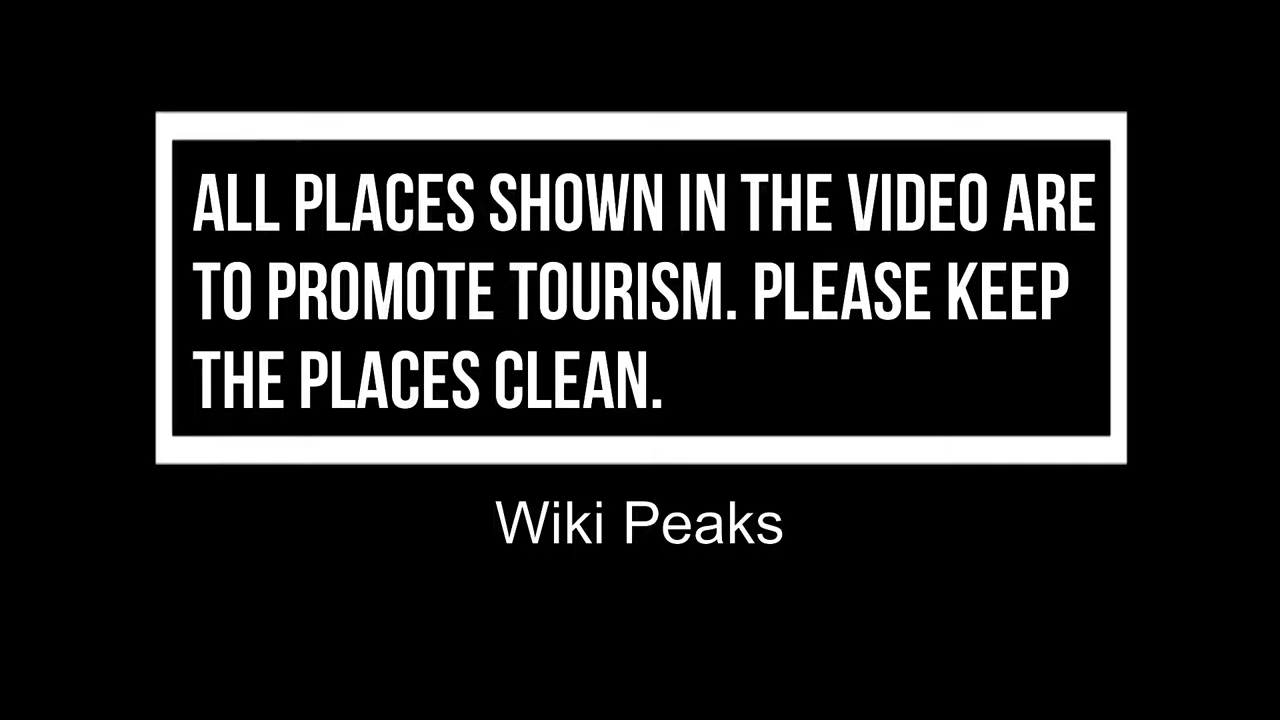 ALL PLACES SHOWN IN THE VIDEO ARE
TO PROMOTE TOURISM. PLEASE KEEP
THE PLACES CLEAN.
Wiki Peaks